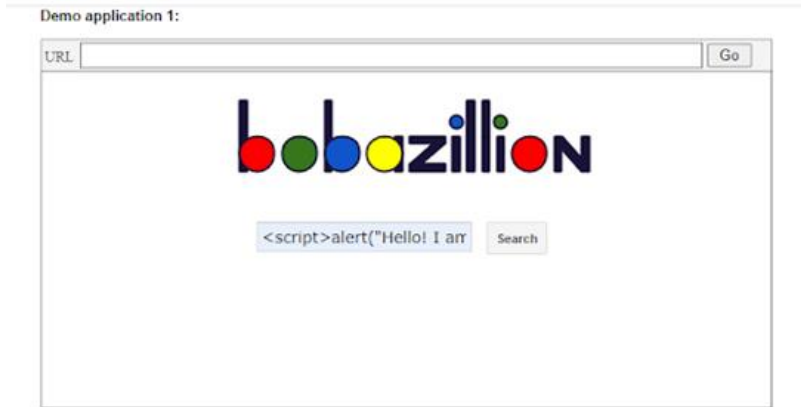 Demo application 1:
URL
Go
bobazillion
<script>alert("Hello! I am
Search